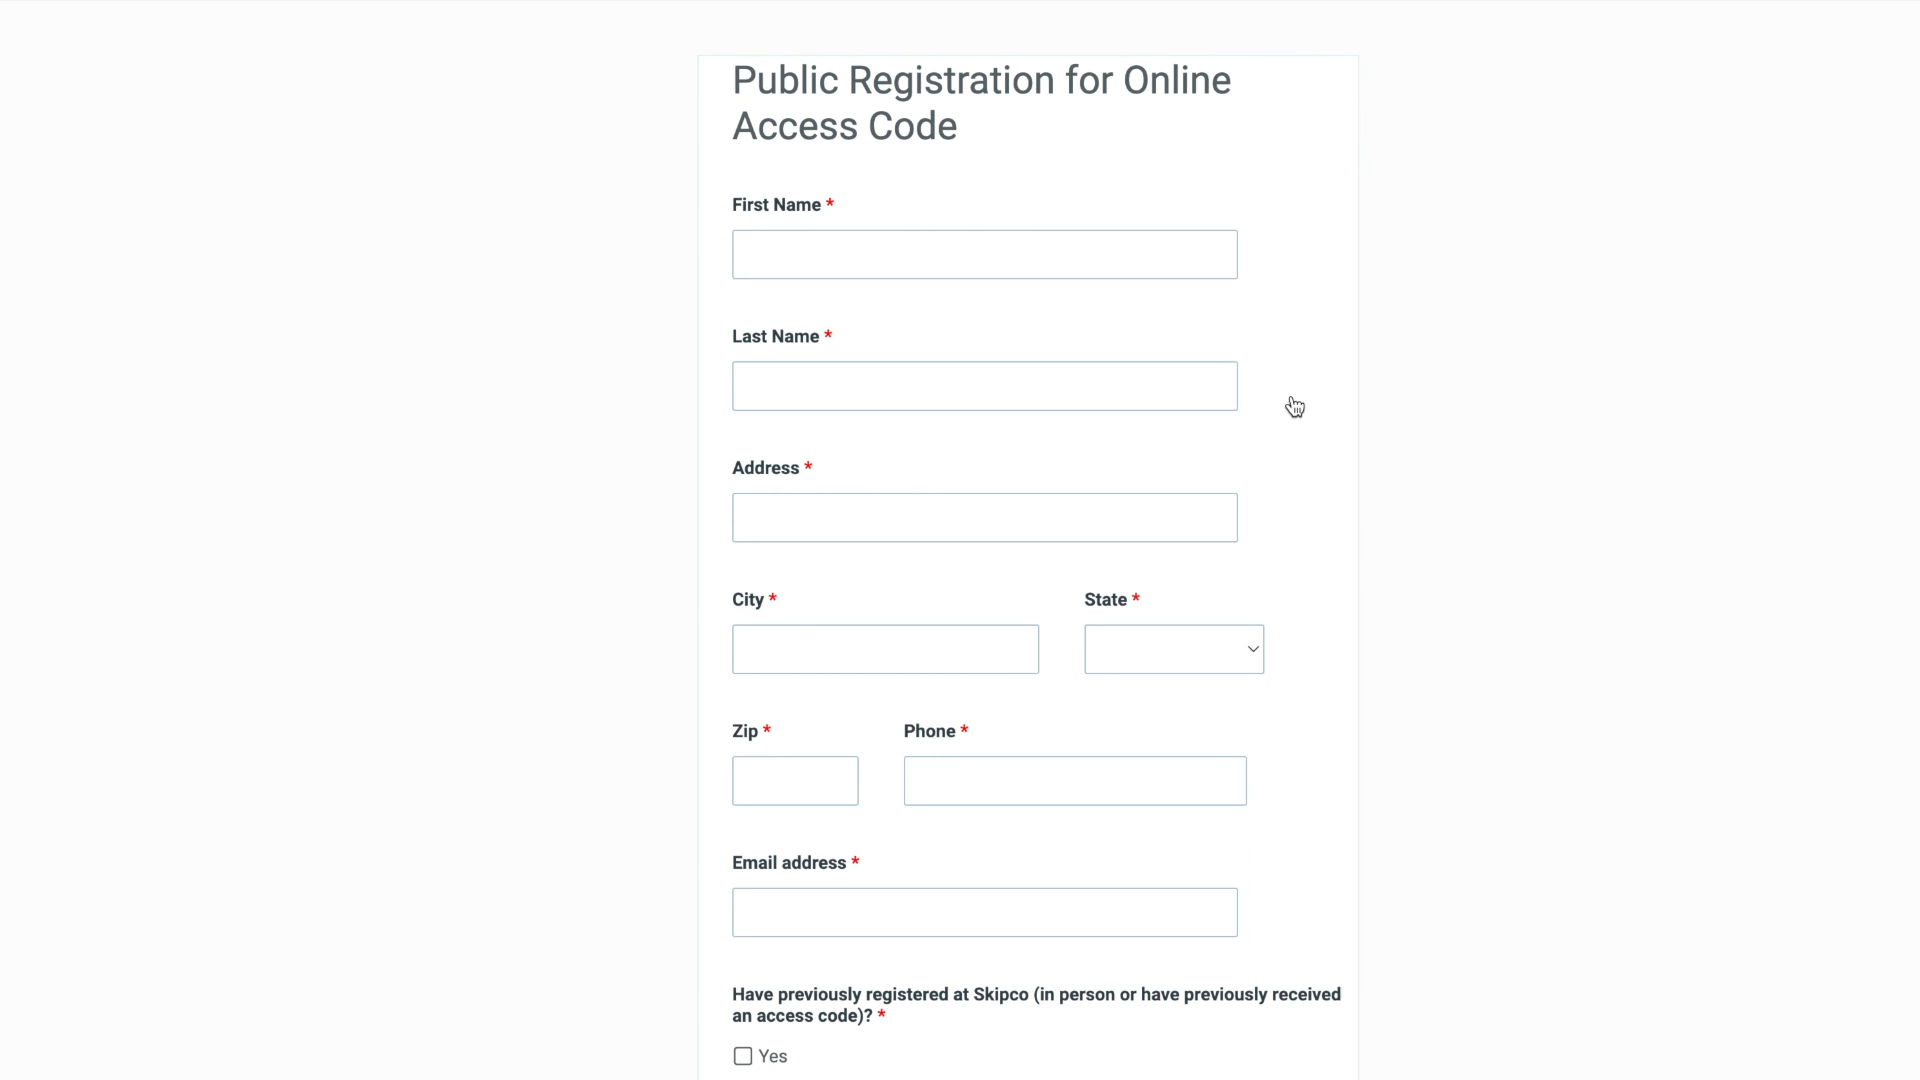 Public Registration for Online
Access Code
First Name *
Last Name *
Address *
City * State *
Zip * Phone *
Email address *
Have previously registered at Skipco (in person or have previously received
an access code)? *
Yes